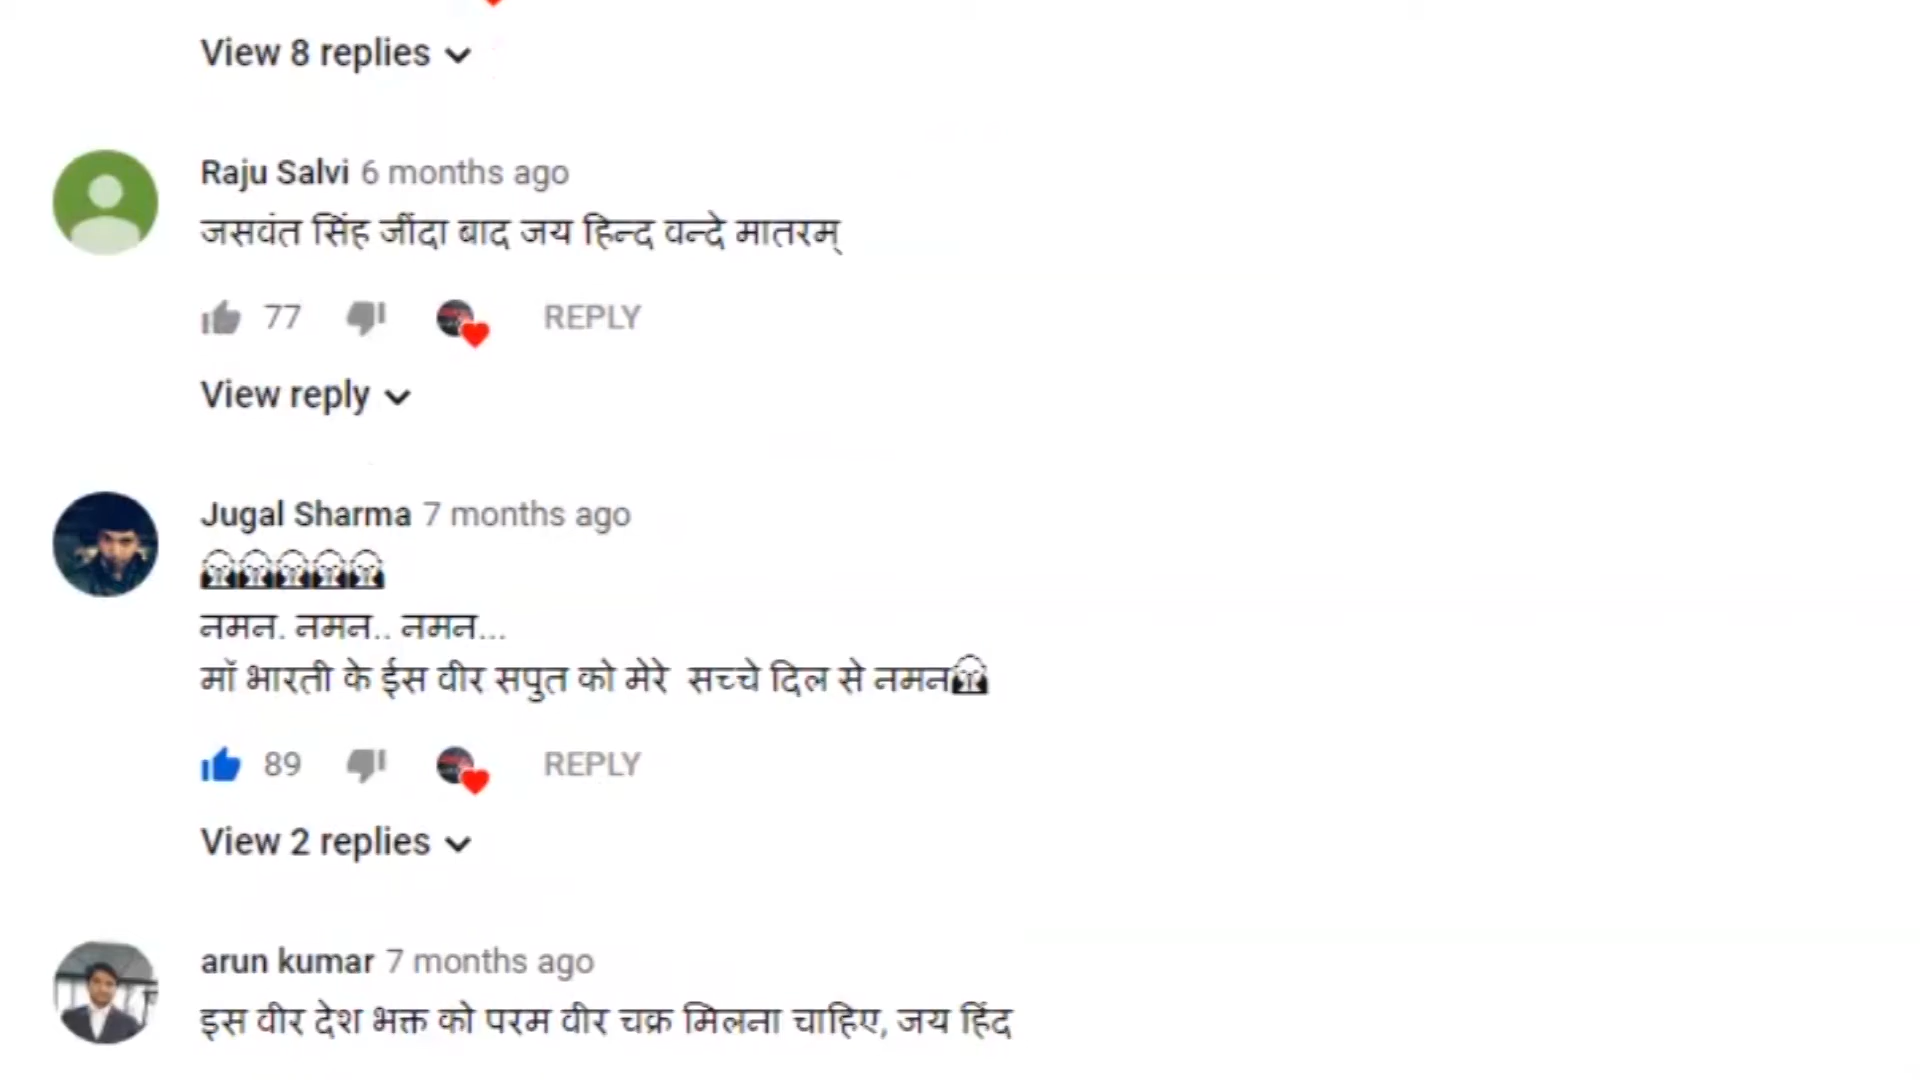 View 8 replies
Raju Salvi 6 months ago
जसवंत सिंह जींदा बाद जय हिन्द वन्दे मातरम्
77 REPLY
View reply
Jugal Sharma 7 months ago
नमन. नमन.. नमन...
मॉ भारती के ईस वीर सपुत को मेरे सच्चे दिल से नमन
89 REPLY
View 2 replies
arun kumar 7 months ago
इस वीर देश भक्त को परम वीर चक्र मिलना चाहिए, जय हिंद